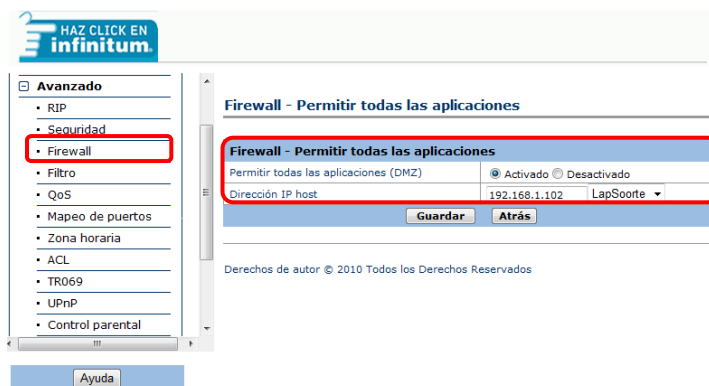 HAZ CLICK EN
infinitum.
Avanzado
RIP
Seguridad
Firewall
Filtro
QoS
Mapeo de puertos
Zona horaria
ACL
TR069
UPnP
Control parental
Ayuda
Firewall - Permitir todas las aplicaciones
Firewall - Permitir todas las aplicaciones
Permitir todas las aplicaciones (DMZ) Activado Desactivado
Dirección IP host 192.168.1.102 LapSoorte
Guardar Atrás
Derechos de autor © 2010 Todos los Derechos Reservados